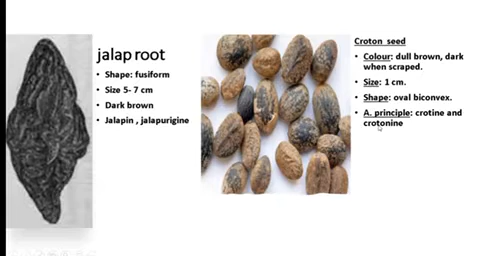 jalap root
• Shape: fusiform
• Size 5- 7 cm
• Dark brown
• Jalapin , jalapurigine
Croton  seed
• Colour: dull brown, dark
when scraped.
• Size: 1 cm.
• Shape: oval biconvex.
• A. principle: crotine and
crotonine